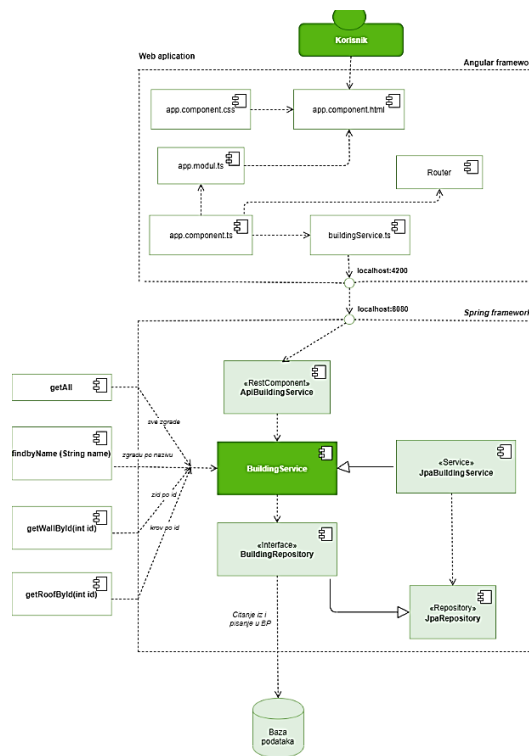 Korisnik
Web aplication
Angular framewo
app.component.css
app.component.html
app.modul.ts
Router
app.component.ts
buildingService.ts
localhost:4200
localhost:8080
Spring framewor
«RestComponent»
ApiBuildingService
getAll
sve zgrade
findbyName (String name)
zgradu po nazivu
BuildingService
«Service»
JpaBuildingService
zid po id
getWallById(int id)
krov po id
«Interface»
BuildingRepository
getRoofById(int id)
«Repository»
JpaRepository
Čitanje iz i
pisanje u BP
Baza
podataka